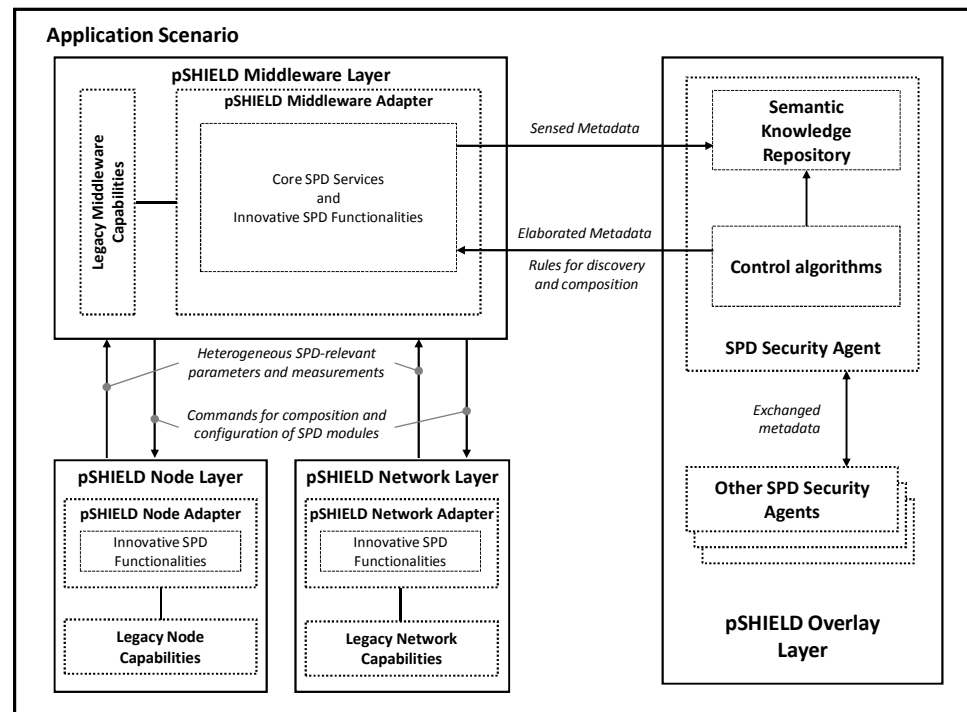 Application Scenario
pSHIELD Middleware Layer
pSHIELD Middleware Adapter
Legacy Middleware
Capabilities
Core SPD Services
and
Innovative SPD Functionalities
Sensed Metadata
Elaborated Metadata
Rules for discovery
and composition
Semantic
Knowledge
Repository
Control algorithms
SPD Security Agent
Heterogeneous SPD-relevant
parameters and measurements
Commands for composition and
configuration of SPD modules
Exchanged
metadata
pSHIELD Node Layer
pSHIELD Node Adapter
Innovative SPD
Functionalities
Legacy Node
Capabilities
pSHIELD Network Layer
pSHIELD Network Adapter
Innovative SPD
Functionalities
Legacy Network
Capabilities
Other SPD Security
Agents
pSHIELD Overlay
Layer